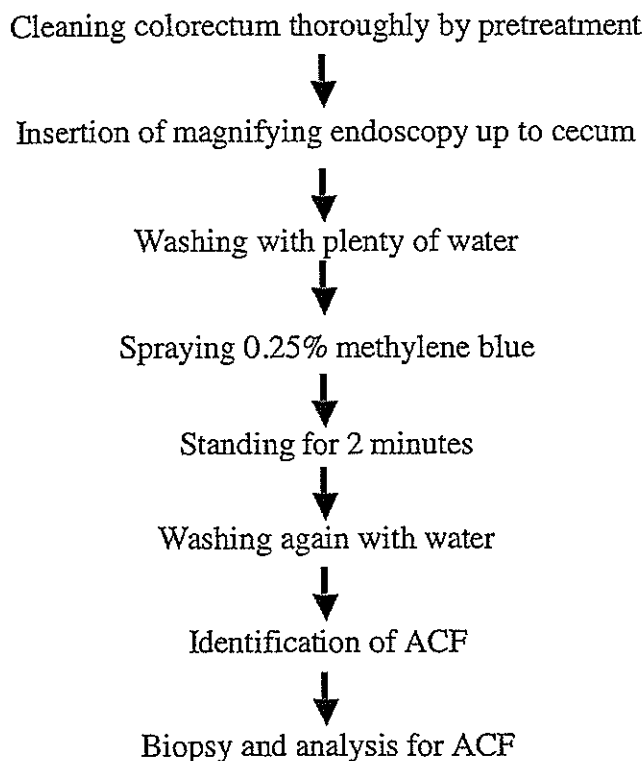 Cleaning colorectum thoroughly by pretreatment
Insertion of magnifying endoscopy up to cecum
Washing with plenty of water
Spraying 0.25% methylene blue
Standing for 2 minutes
Washing again with water
Identification of ACF
Biopsy and analysis for ACF